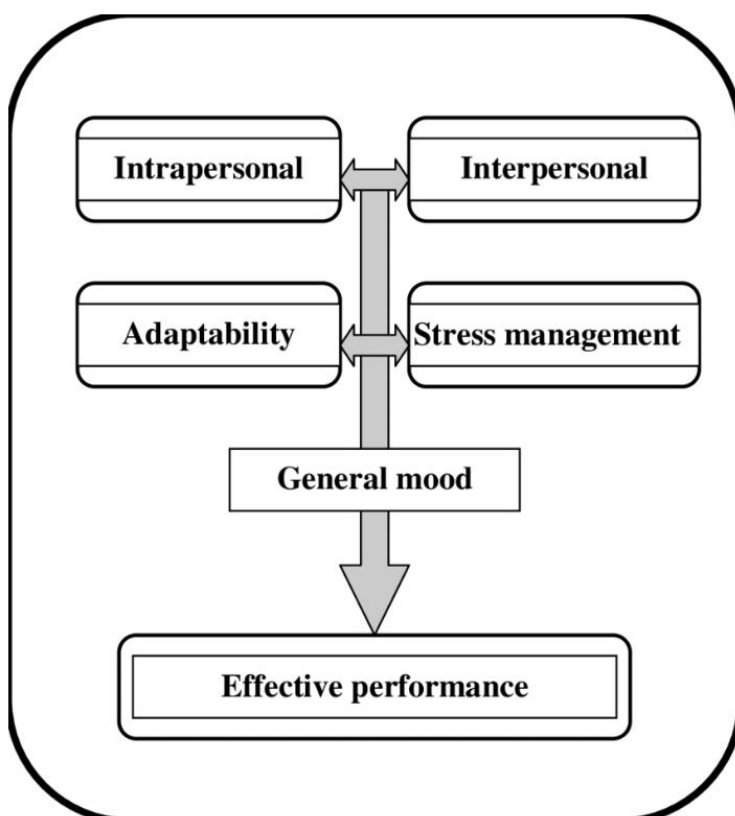 Intrapersonal
Interpersonal
Adaptability
Stress management
General mood
Effective performance